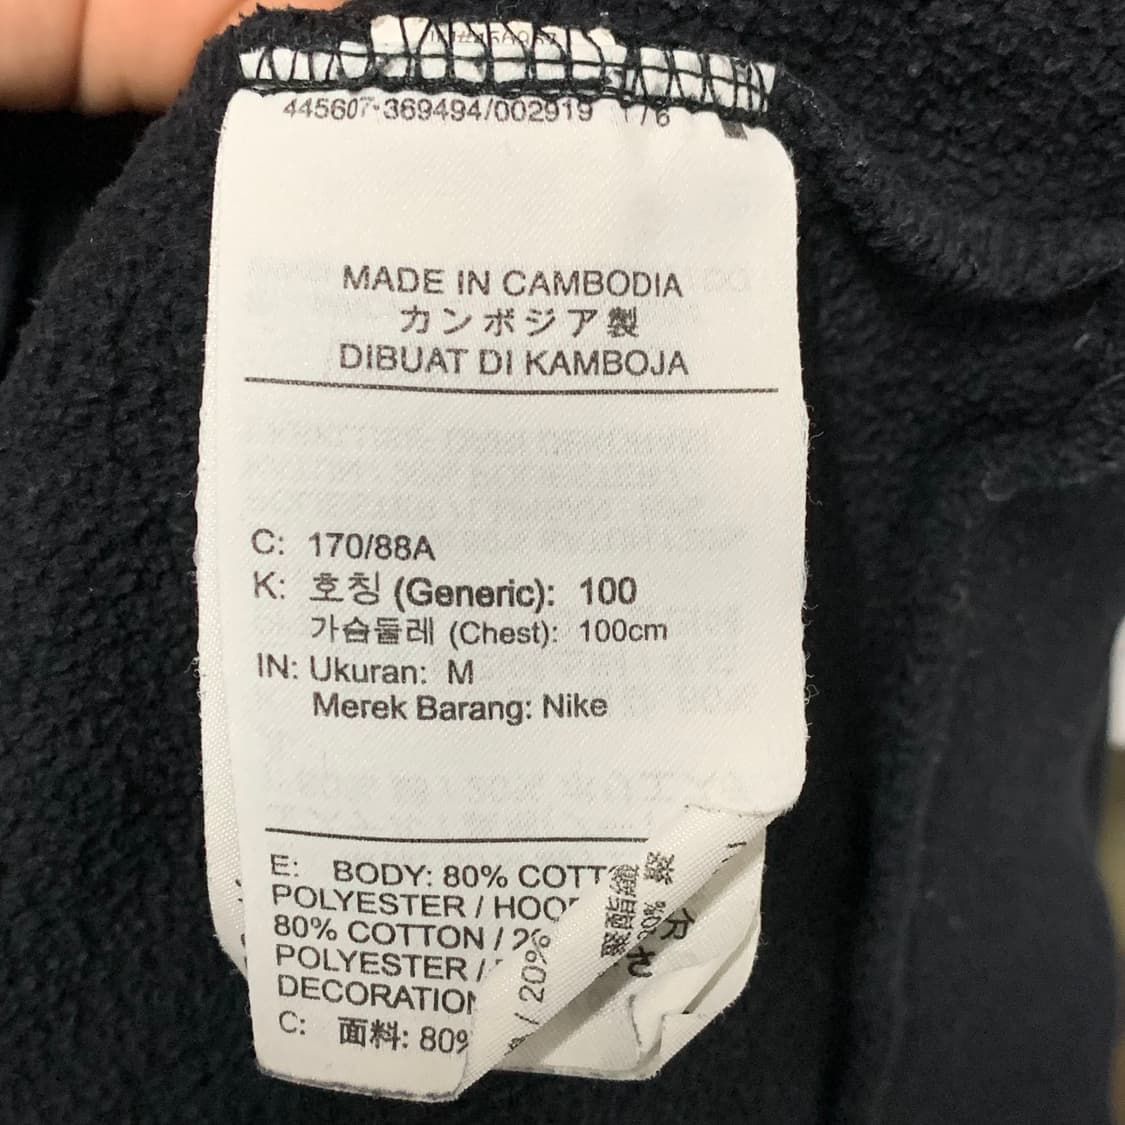 445607-369494/002919 1/6
MADE IN CAMBODIA
カンボジア製
DIBUAT DI KAMBOJA
C: 170/88A
K: 호칭 (Generic): 100
가슴둘레 (Chest): 100cm
IN: Ukuran: M
Merek Barang: Nike
E: BODY: 80% COTT
POLYESTER / HOO
80% COTTON / 2
POLYESTER /
DECORATION
C: 面料: 80%
/ 20%